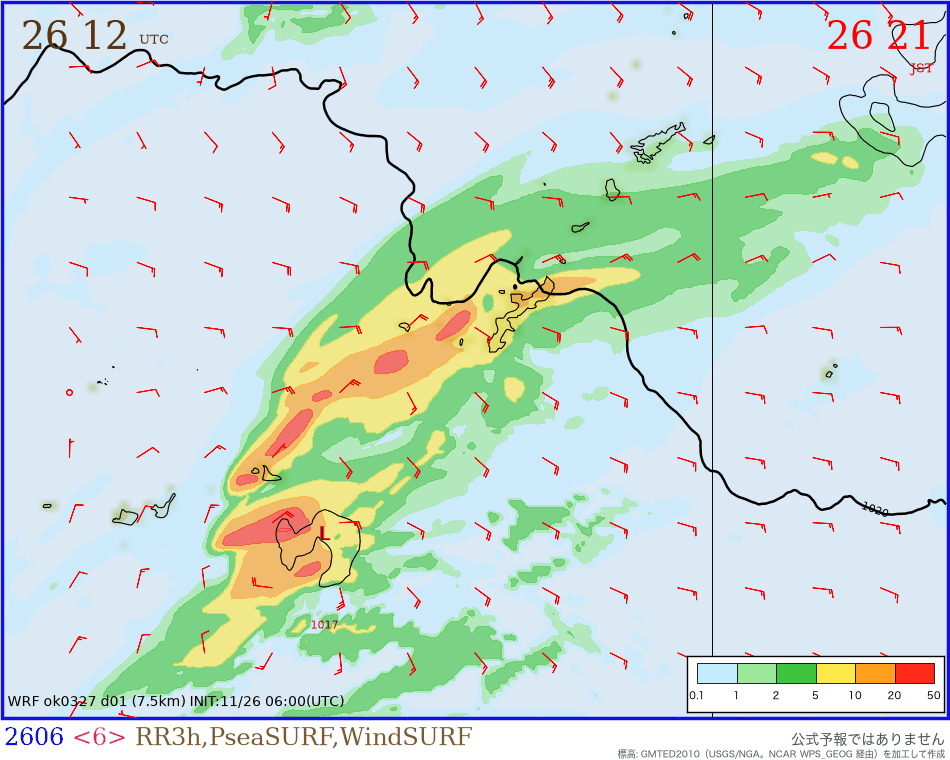 26 12 UTC
26 21
JST
1020
L
1017
0.1 1 2 5 10 20 50
WRF ok0327 d01 (7.5km) INIT:11/26 06:00(UTC)
2606 <6> RR3h,PseaSURF,WindSURF
公式予報ではありません
標高: GMTED2010（USGS/NGA。NCAR WPS_GEOG 経由）を加工して作成